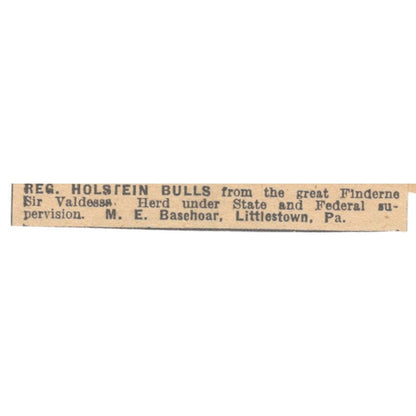 REG. HOLSTEIN BULLS from the great Finderne
Sir Valdessa. Herd under State and Federal su-
pervision. M. E. Basehoar, Littlestown, Pa.